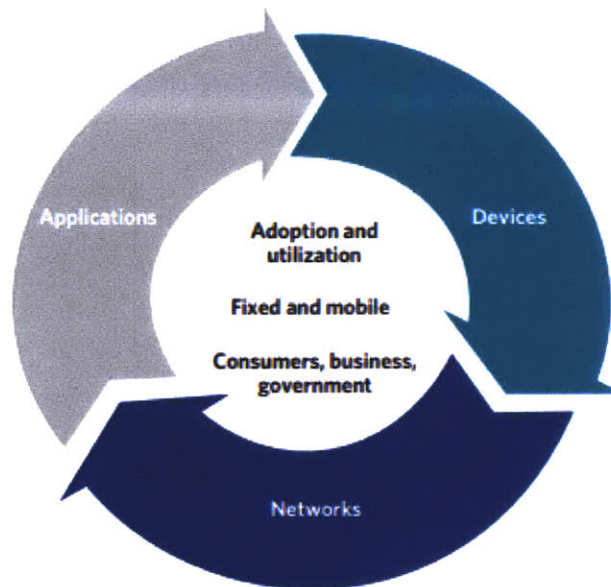 Applications
Devices
Adoption and
utilization
Fixed and mobile
Consumers, business,
government
Networks